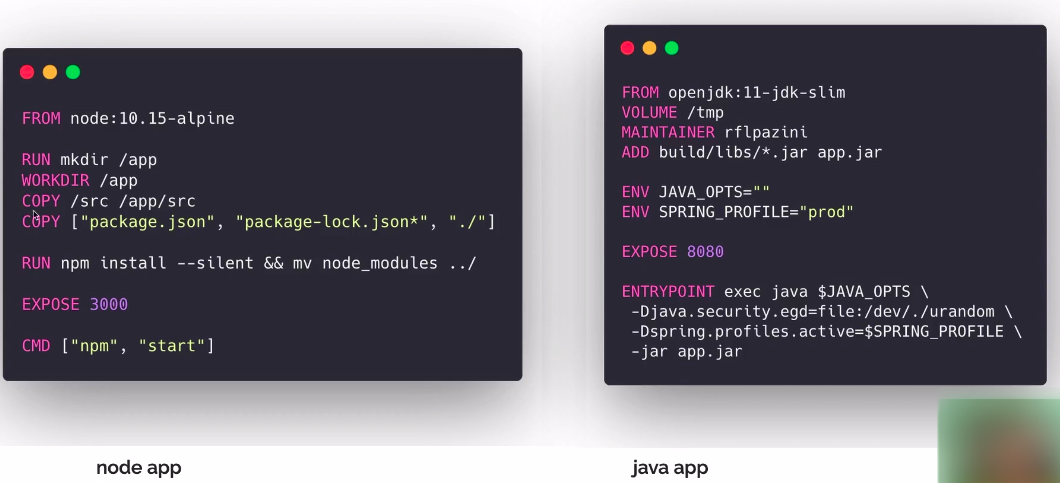 FROM node:10.15-alpine
RUN mkdir /app
WORKDIR /app
COPY /src /app/src
COPY ["package.json", "package-lock.json*", "./"]
RUN npm install --silent && mv node_modules ../
EXPOSE 3000
CMD ["npm", "start"]
node app
FROM openjdk:11-jdk-slim
VOLUME /tmp
MAINTAINER rflpazini
ADD build/libs/*.jar app.jar
ENV JAVA_OPTS=""
ENV SPRING_PROFILE="prod"
EXPOSE 8080
ENTRYPOINT exec java $JAVA_OPTS \
-Djava.security.egd=file:/dev/./urandom \
-Dspring.profiles.active=$SPRING_PROFILE \
-jar app.jar
java app